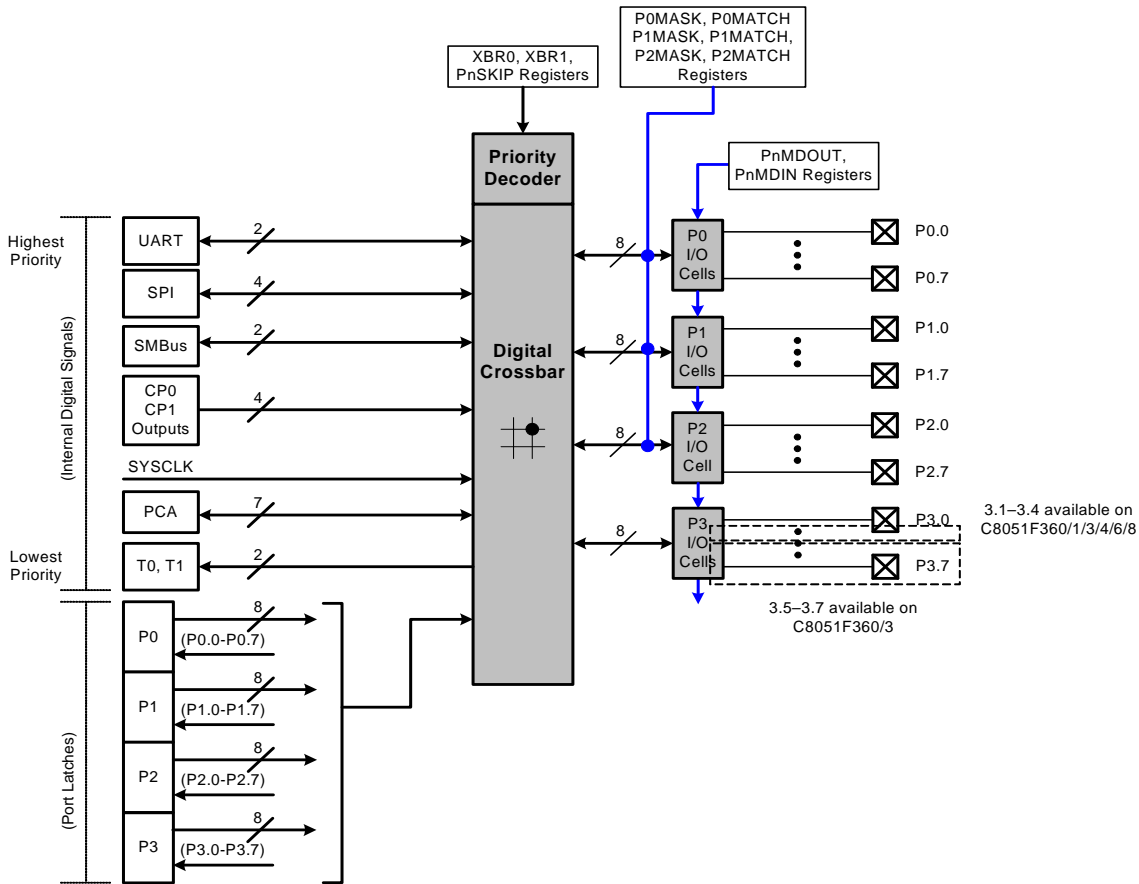 P0MASK, P0MATCH
P1MASK, P1MATCH,
P2MASK, P2MATCH
Registers
XBR0, XBR1,
PnSKIP Registers
Priority
Decoder
PnMDOUT,
PnMDIN Registers
Highest
Priority
(Internal Digital Signals)
Lowest
Priority
UART
2
SPI
4
SMBus
2
CP0
CP1
Outputs
4
SYSCLK
PCA
7
T0, T1
2
Digital
Crossbar
8
P0
I/O
Cells
P0.0
P0.7
8
P1
I/O
Cells
P1.0
P1.7
8
P2
I/O
Cell
P2.0
P2.7
8
P3
I/O
Cells
P3.0
P3.7
3.1–3.4 available on
C8051F360/1/3/4/6/8
3.5–3.7 available on
C8051F360/3
(Port Latches)
P0
8
(P0.0-P0.7)
P1
8
(P1.0-P1.7)
P2
8
(P2.0-P2.7)
P3
8
(P3.0-P3.7)